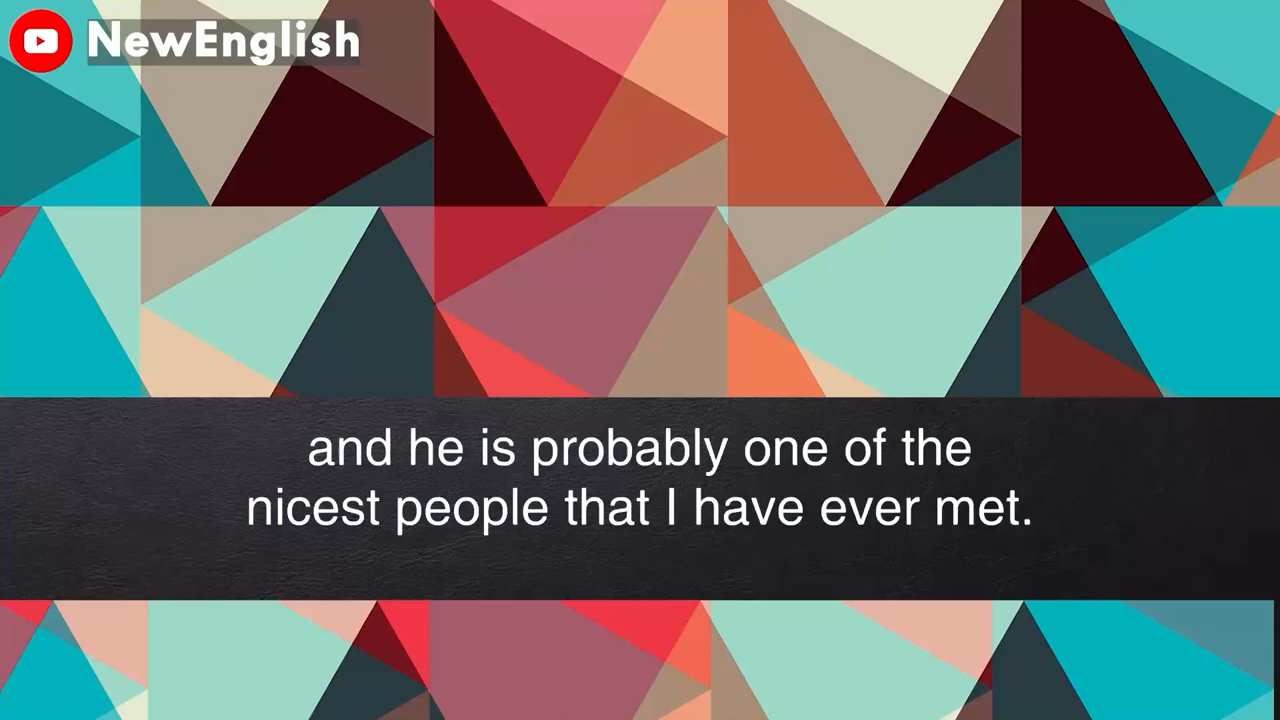 NewEnglish
and he is probably one of the
nicest people that I have ever met.